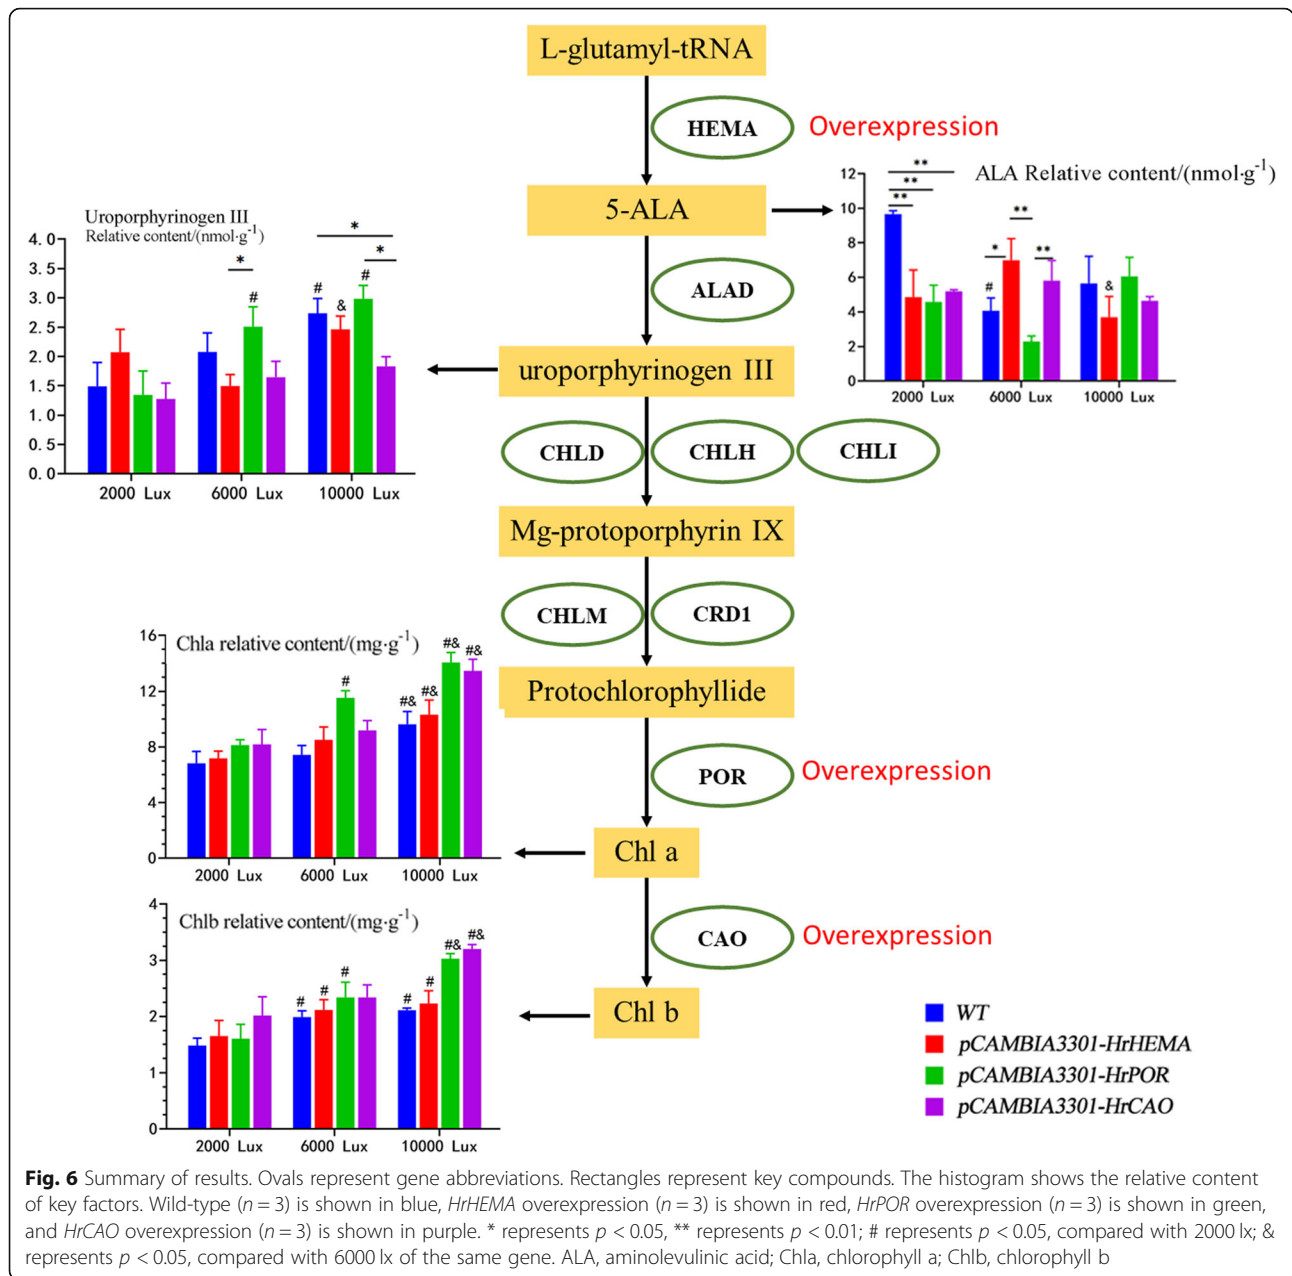 L-glutamyl-tRNA
HEMA
Overexpression
5-ALA
ALA Relative content/(nmol·g⁻¹)
12
10
8
6
4
2
0
**
**
**
#
*
**
**
&
2000 Lux
6000 Lux
10000 Lux
ALAD
Uroporphyrinogen III
Relative content/(nmol·g⁻¹)
4.0
3.5
3.0
2.5
2.0
1.5
1.0
0.5
0.0
*
#
#
&
#
*
*
2000 Lux
6000 Lux
10000 Lux
uroporphyrinogen III
CHLD
CHLH
CHLI
Mg-protoporphyrin IX
CHLM
CRD1
Protochlorophyllide
Chla relative content/(mg·g⁻¹)
16
12
8
4
0
#
#&
#&
#&
#&
2000 Lux
6000 Lux
10000 Lux
POR
Overexpression
Chl a
Chlb relative content/(mg·g⁻¹)
4
3
2
1
0
#
#
#
#
#
#&
#&
2000 Lux
6000 Lux
10000 Lux
CAO
Overexpression
Chl b
WT
pCAMBIA3301-HrHEMA
pCAMBIA3301-HrPOR
pCAMBIA3301-HrCAO
Fig. 6 Summary of results. Ovals represent gene abbreviations. Rectangles represent key compounds. The histogram shows the relative content
of key factors. Wild-type (n = 3) is shown in blue, HrHEMA overexpression (n = 3) is shown in red, HrPOR overexpression (n = 3) is shown in green,
and HrCAO overexpression (n = 3) is shown in purple. * represents p < 0.05, ** represents p < 0.01; # represents p < 0.05, compared with 2000 lx; &
represents p < 0.05, compared with 6000 lx of the same gene. ALA, aminolevulinic acid; Chla, chlorophyll a; Chlb, chlorophyll b